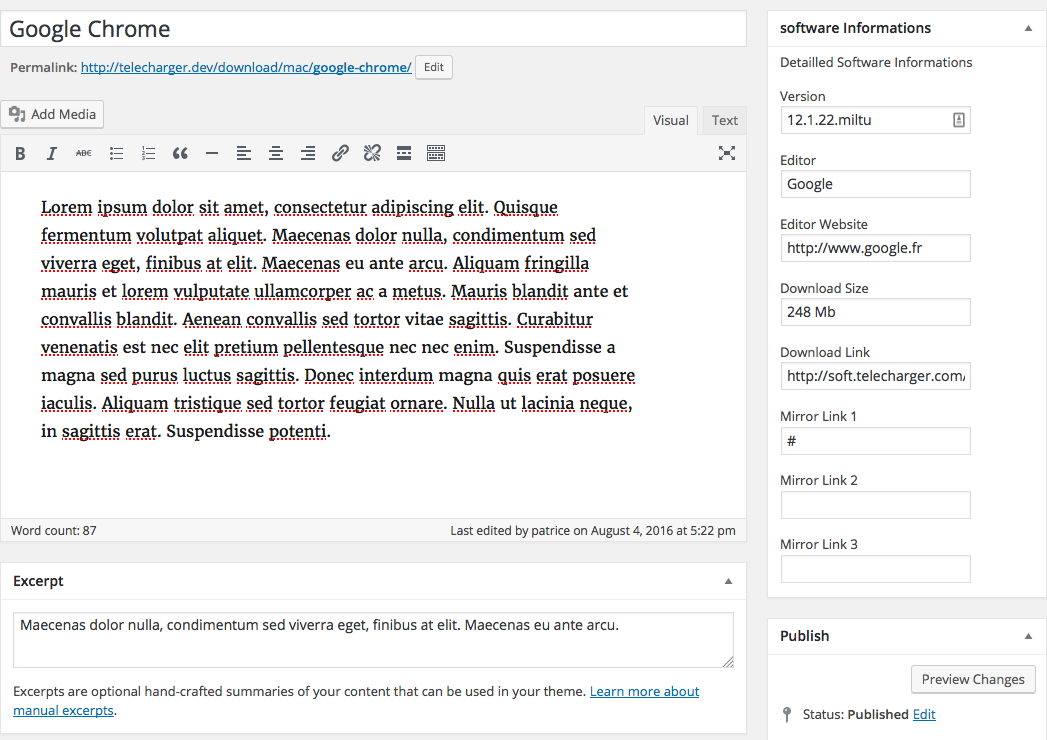 Google Chrome
Permalink: http://telecharger.dev/download/mac/google-chrome/ Edit
Add Media
Visual Text
B I ABC
Lorem ipsum dolor sit amet, consectetur adipiscing elit. Quisque
fermentum volutpat aliquet. Maecenas dolor nulla, condimentum sed
viverra eget, finibus at elit. Maecenas eu ante arcu. Aliquam fringilla
mauris et lorem vulputate ullamcorper ac a metus. Mauris blandit ante et
convallis blandit. Aenean convallis sed tortor vitae sagittis. Curabitur
venenatis est nec elit pretium pellentesque nec nec enim. Suspendisse a
magna sed purus luctus sagittis. Donec interdum magna quis erat posuere
iaculis. Aliquam tristique sed tortor feugiat ornare. Nulla ut lacinia neque,
in sagittis erat. Suspendisse potenti.
Word count: 87
Last edited by patrice on August 4, 2016 at 5:22 pm
Excerpt
Maecenas dolor nulla, condimentum sed viverra eget, finibus at elit. Maecenas eu ante arcu.
Excerpts are optional hand-crafted summaries of your content that can be used in your theme. Learn more about
manual excerpts.
software Informations
Detailled Software Informations
Version
12.1.22.miltu
Editor
Google
Editor Website
http://www.google.fr
Download Size
248 Mb
Download Link
http://soft.telecharger.com/
Mirror Link 1
#
Mirror Link 2
Mirror Link 3
Publish
Preview Changes
Status: Published Edit